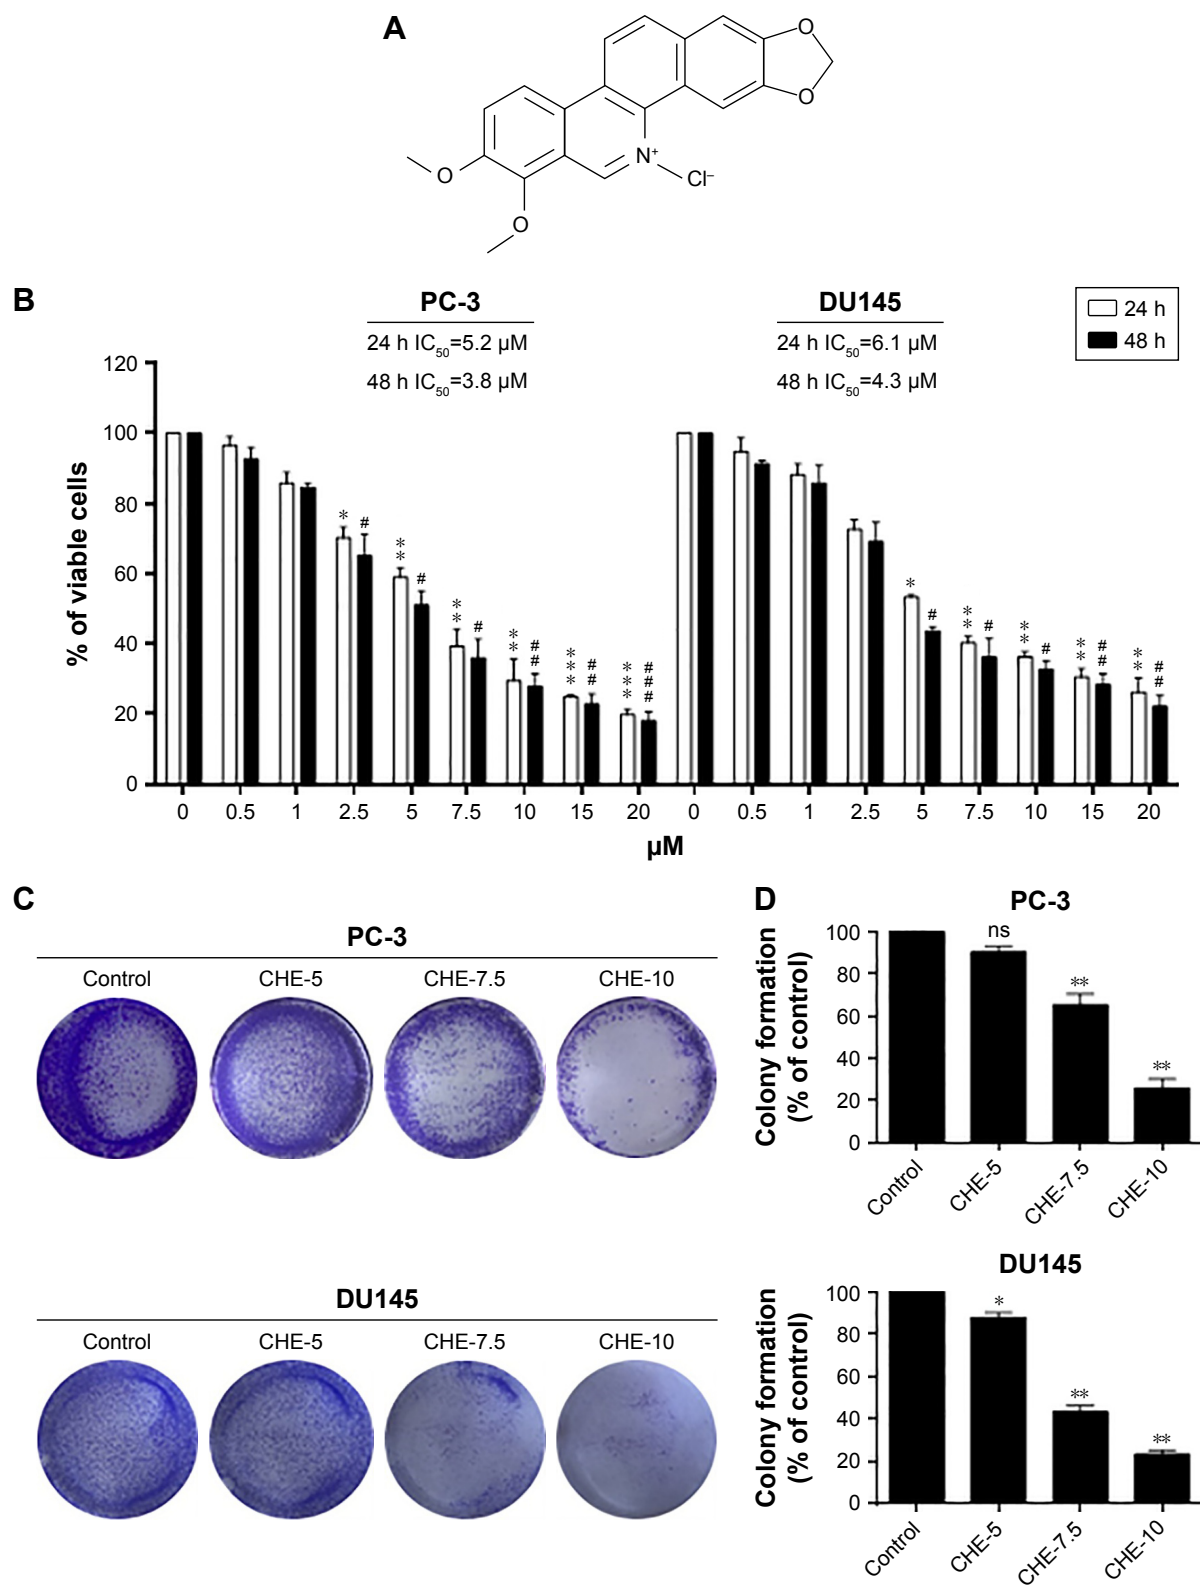 A
O
O
N+
Cl–
O
O
B
PC-3
24 h IC50=5.2 µM
48 h IC50=3.8 µM
DU145
24 h IC50=6.1 µM
48 h IC50=4.3 µM
24 h
48 h
% of viable cells
120
100
80
60
40
20
0
* # ** # ** # ** ## *** ## *** ###
* # ** # ** # ** ## ** ##
0 0.5 1 2.5 5 7.5 10 15 20 0 0.5 1 2.5 5 7.5 10 15 20
µM
C
PC-3
Control CHE-5 CHE-7.5 CHE-10
DU145
Control CHE-5 CHE-7.5 CHE-10
D
PC-3
Colony formation
(% of control)
100
80
60
40
20
0
ns ** **
Control CHE-5 CHE-7.5 CHE-10
DU145
Colony formation
(% of control)
100
80
60
40
20
0
* ** **
Control CHE-5 CHE-7.5 CHE-10